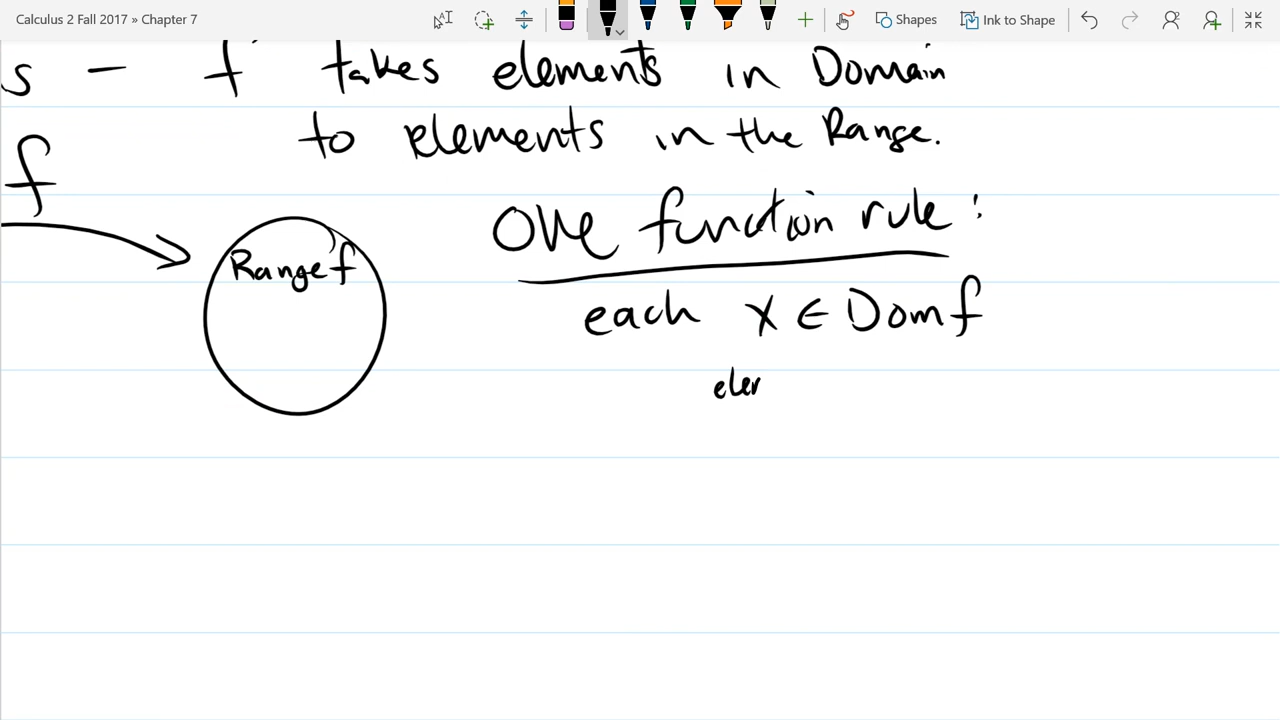 Calculus 2 Fall 2017 » Chapter 7
Shapes
Ink to Shape
s - f takes elements in Domain
to elements in the Range.
f
One function rule:
Range f
each x ∈ Dom f
eler